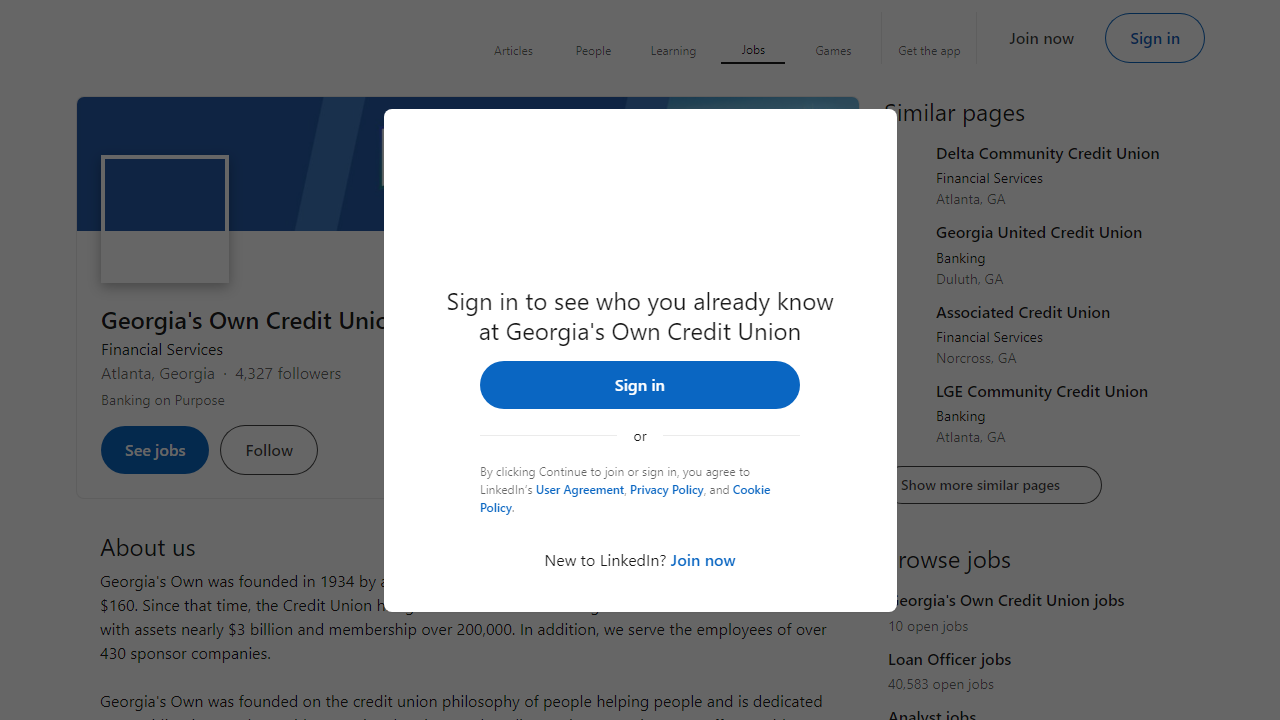 Articles
People
Learning
Jobs
Games
Get the app
Join now
Sign in
Georgia's Own Credit Unio
Financial Services
Atlanta, Georgia · 4,327 followers
Banking on Purpose
See jobs
Follow
About us
Georgia's Own was founded in 1934 by
$160. Since that time, the Credit Union
with assets nearly $3 billion and membership over 200,000. In addition, we serve the employees of over
430 sponsor companies.
Georgia's Own was founded on the credit union philosophy of people helping people and is dedicated
Sign in to see who you already know
at Georgia's Own Credit Union
Sign in
or
By clicking Continue to join or sign in, you agree to
LinkedIn's User Agreement, Privacy Policy, and Cookie
Policy.
New to LinkedIn? Join now
Similar pages
Delta Community Credit Union
Financial Services
Atlanta, GA
Georgia United Credit Union
Banking
Duluth, GA
Associated Credit Union
Financial Services
Norcross, GA
LGE Community Credit Union
Banking
Atlanta, GA
Show more similar pages
Browse jobs
Georgia's Own Credit Union jobs
10 open jobs
Loan Officer jobs
40,583 open jobs
Analyst jobs